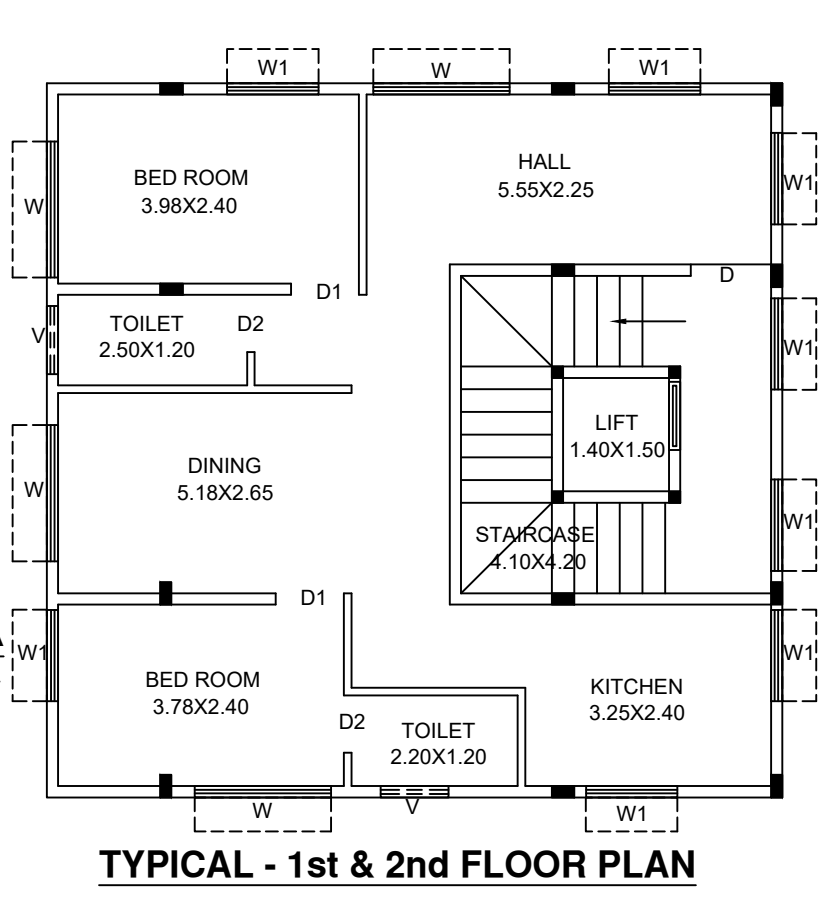 W1
W
W1
BED ROOM
3.98X2.40
HALL
5.55X2.25
W
W1
D1
D
TOILET
2.50X1.20
D2
V
W1
LIFT
1.40X1.50
DINING
5.18X2.65
W
STAIRCASE
4.10X4.20
W1
D1
W1
BED ROOM
3.78X2.40
KITCHEN
3.25X2.40
W1
D2
TOILET
2.20X1.20
W
V
W1
TYPICAL - 1st & 2nd FLOOR PLAN